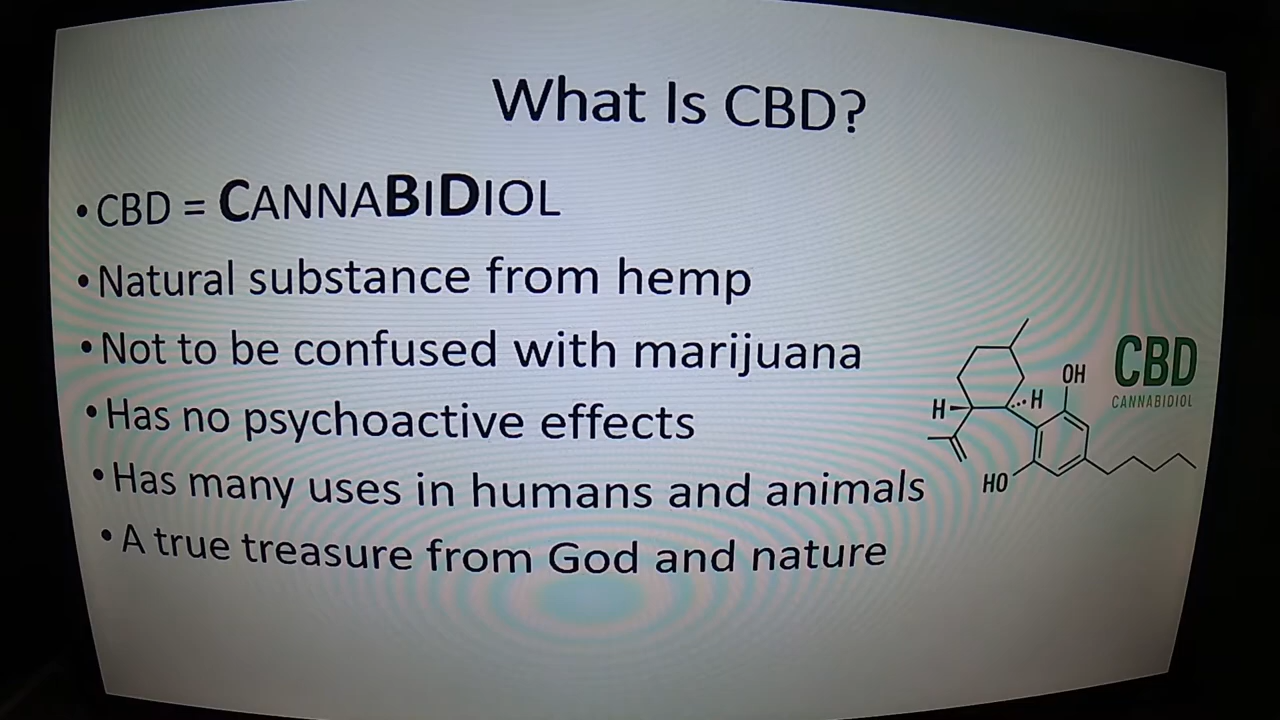 What Is CBD?
• CBD = CANNABIDIOL
• Natural substance from hemp
• Not to be confused with marijuana
• Has no psychoactive effects
• Has many uses in humans and animals
• A true treasure from God and nature
CBD
CANNABIDIOL
OH
H
H
HO